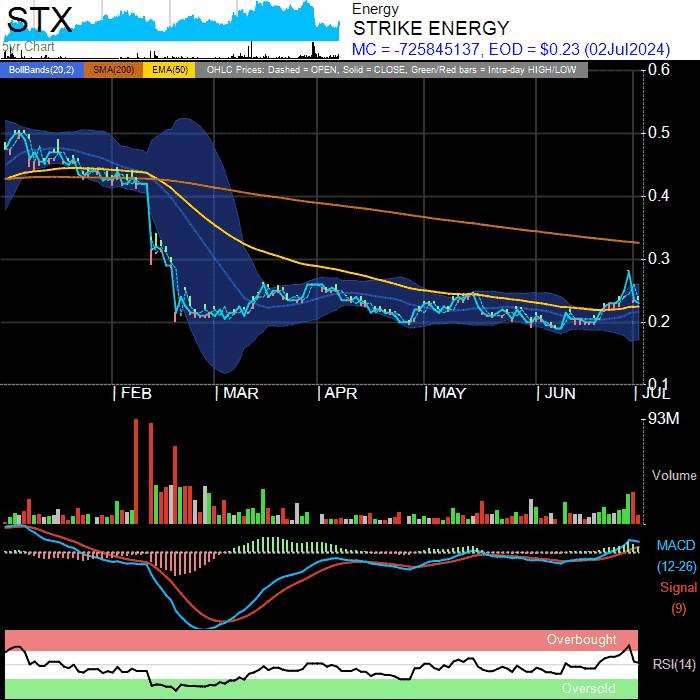 STX
5yr.Chart
Energy
STRIKE ENERGY
MC = -725845137, EOD = $0.23 (02Jul2024)
BollBands(20,2) SMA(200) EMA(50) OHLC Prices: Dashed = OPEN, Solid = CLOSE, Green/Red bars = Intra-day HIGH/LOW
0.6
0.5
0.4
0.3
0.2
0.1
FEB MAR APR MAY JUN JUL
93M
Volume
MACD
(12-26)
Signal
(9)
Overbought
RSI(14)
Oversold